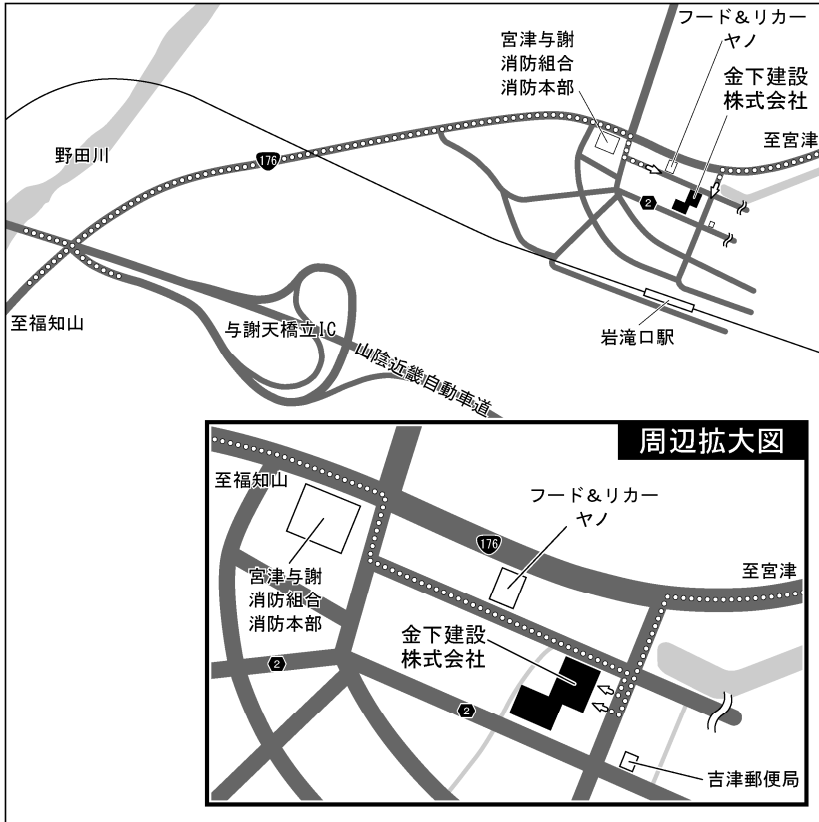 フード＆リカー
ヤノ
宮津与謝
消防組合
消防本部
金下建設
株式会社
至宮津
野田川
176
2
至福知山
与謝天橋立IC
山陰近畿自動車道
岩滝口駅
周辺拡大図
至福知山
フード＆リカー
ヤノ
176
至宮津
宮津与謝
消防組合
消防本部
金下建設
株式会社
2
2
吉津郵便局